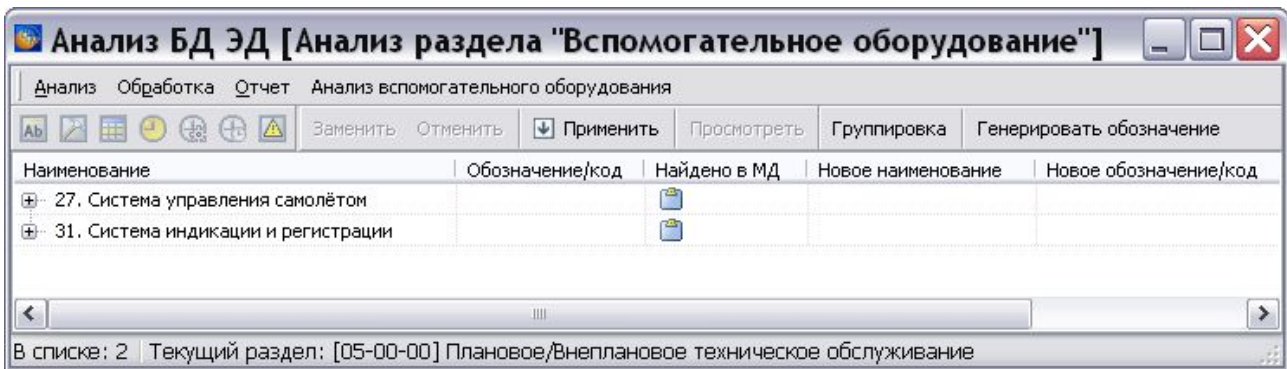 Анализ БД ЭД [Анализ раздела "Вспомогательное оборудование"]
Анализ Обработка Отчет Анализ вспомогательного оборудования
Ab Заменить Отменить Применить Просмотреть Группировка Генерировать обозначение
Наименование Обозначение/код Найдено в МД Новое наименование Новое обозначение/код
27. Система управления самолётом
31. Система индикации и регистрации
В списке: 2 Текущий раздел: [05-00-00] Плановое/Внеплановое техническое обслуживание